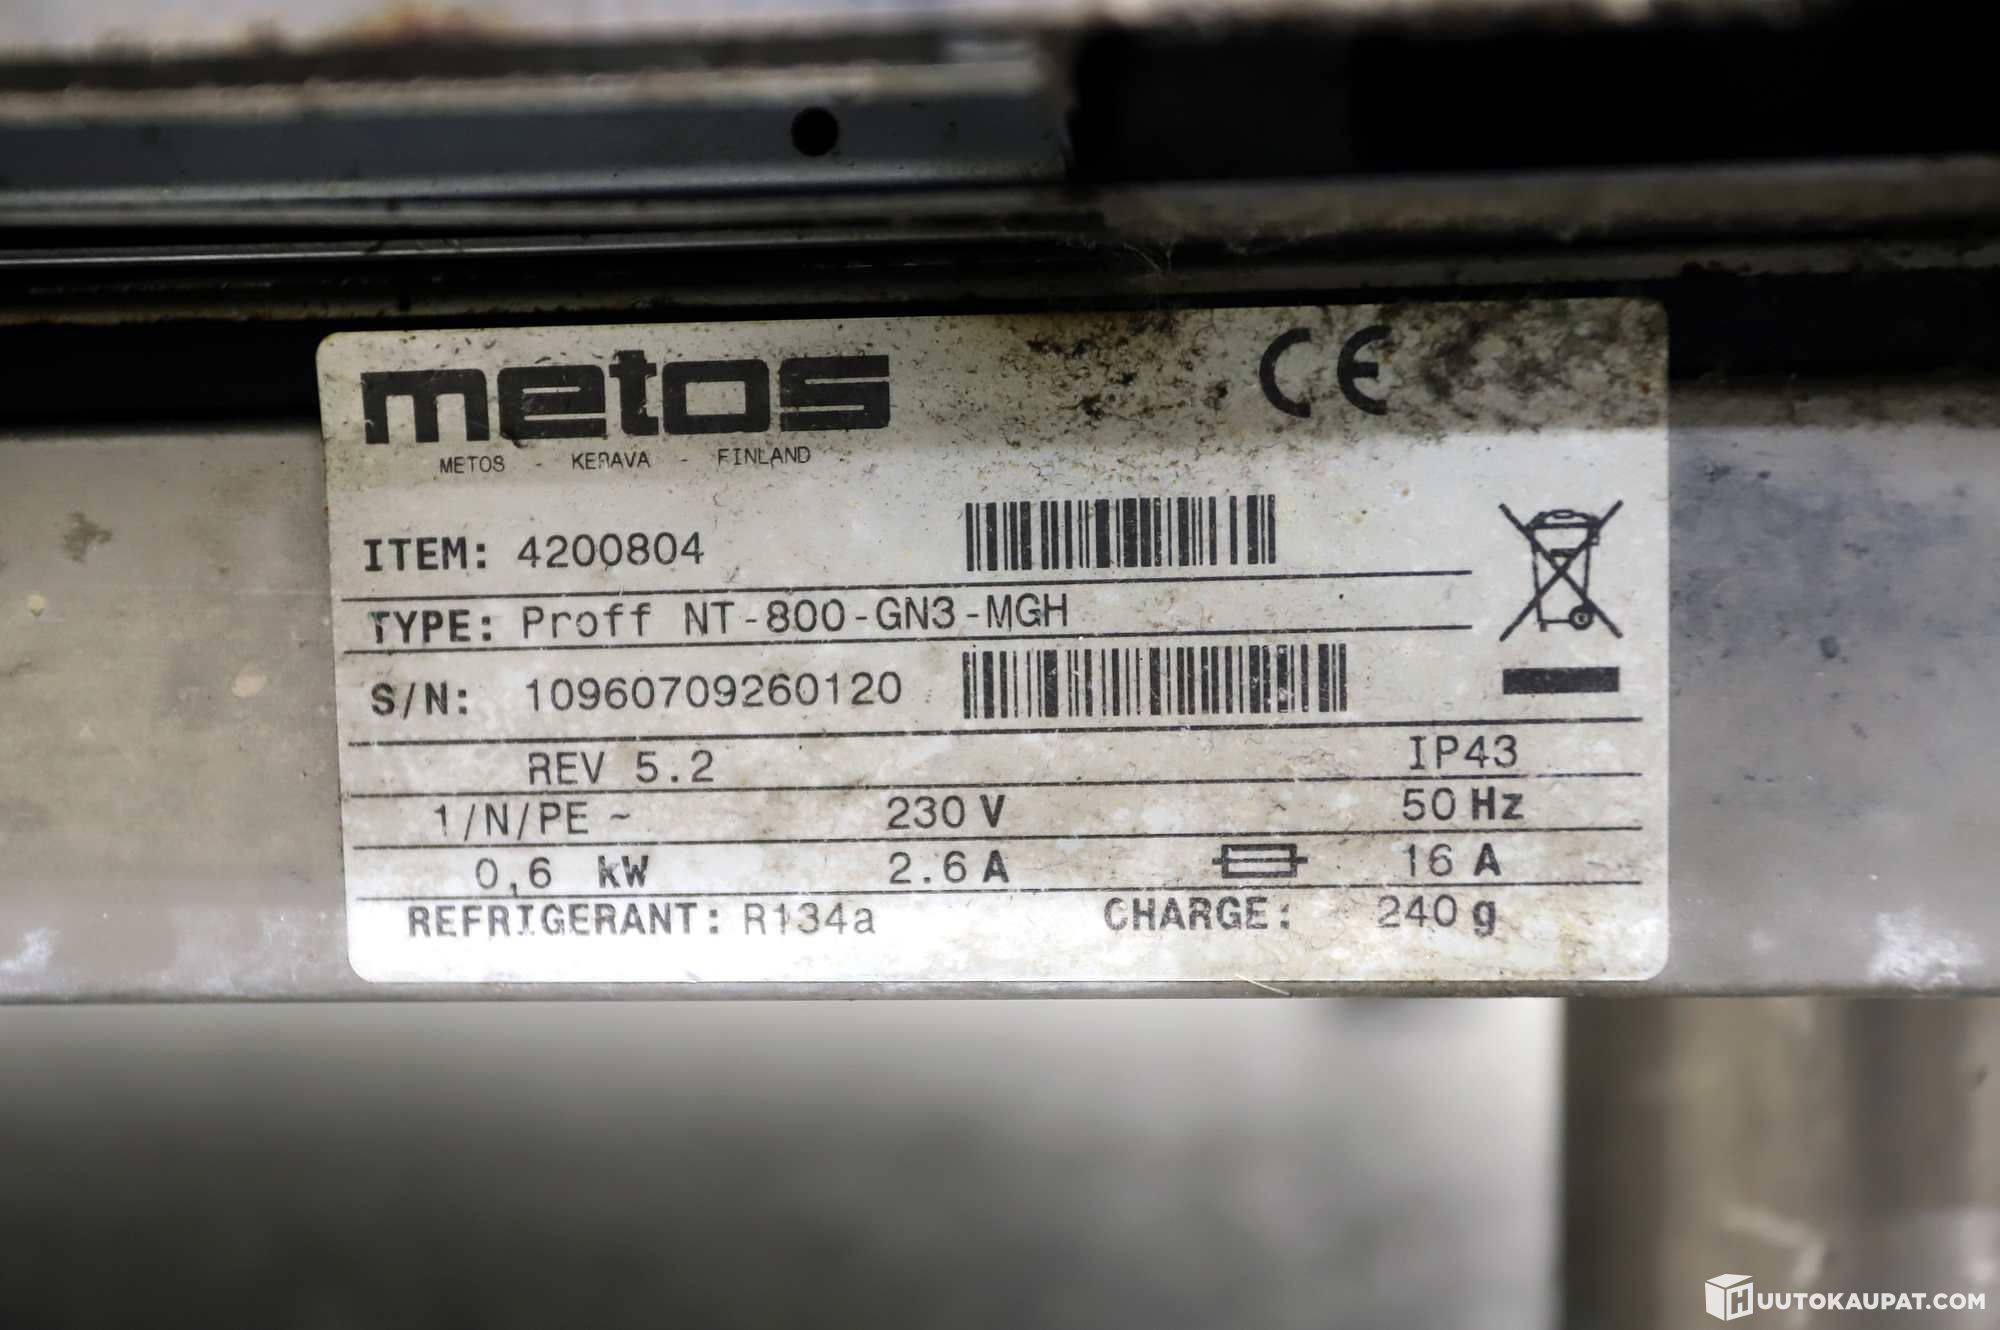 metos
CE
METOS - KERAVA - FINLAND
ITEM: 4200804
TYPE: Proff NT-800-GN3-MGH
S/N: 10960709260120
REV 5.2 IP43
1/N/PE ~ 230 V 50 Hz
0,6 kW 2.6 A 16 A
REFRIGERANT: R134a CHARGE: 240 g
HUUTOKAUPAT.COM